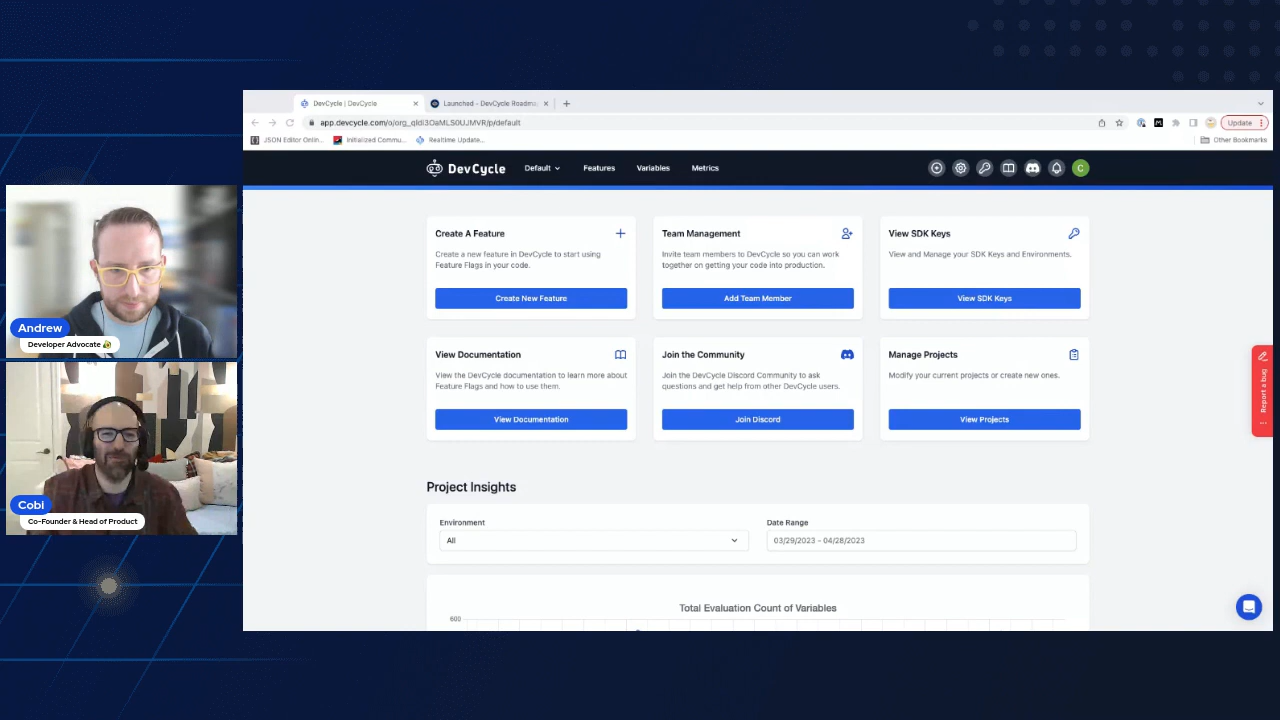 DevCycle | DevCycle
Launched - DevCycle Roadma
app.devcycle.com/o/org_qIdi3OaMLS0UJMVR/p/default
Update
JSON Editor Onlin...
Initialized Commu...
Realtime Update...
Other Bookmarks
DevCycle
Default
Features
Variables
Metrics
C
Create A Feature
Create a new feature in DevCycle to start using
Feature Flags in your code.
Create New Feature
Team Management
Invite team members to DevCycle so you can work
together on getting your code into production.
Add Team Member
View SDK Keys
View and Manage your SDK Keys and Environments.
View SDK Keys
View Documentation
View the DevCycle documentation to learn more about
Feature Flags and how to use them.
View Documentation
Join the Community
Join the DevCycle Discord Community to ask
questions and get help from other DevCycle users.
Join Discord
Manage Projects
Modify your current projects or create new ones.
View Projects
Report a bug
Project Insights
Environment
All
Date Range
03/29/2023 - 04/28/2023
Total Evaluation Count of Variables
600
Andrew
Developer Advocate 🥑
Cobi
Co-Founder & Head of Product